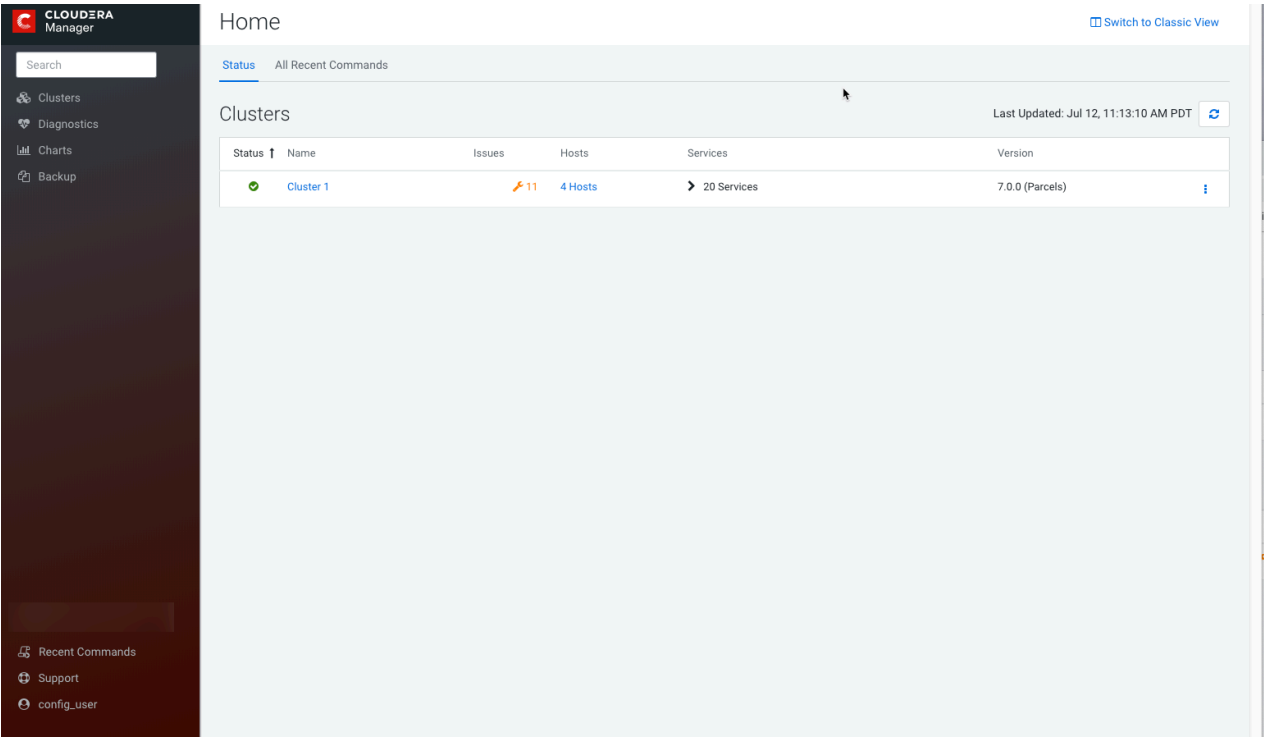 CLOUDERA
Manager
Search
Clusters
Diagnostics
Charts
Backup
Recent Commands
Support
config_user
Home
Switch to Classic View
Status All Recent Commands
Clusters
Last Updated: Jul 12, 11:13:10 AM PDT
Status Name Issues Hosts Services Version
Cluster 1 11 4 Hosts 20 Services 7.0.0 (Parcels)